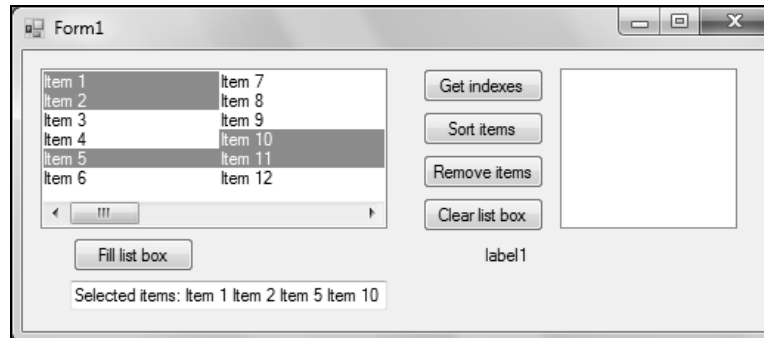 Form1
Item 1 Item 7
Item 2 Item 8
Item 3 Item 9
Item 4 Item 10
Item 5 Item 11
Item 6 Item 12
Get indexes
Sort items
Remove items
Clear list box
Fill list box
label1
Selected items: Item 1 Item 2 Item 5 Item 10